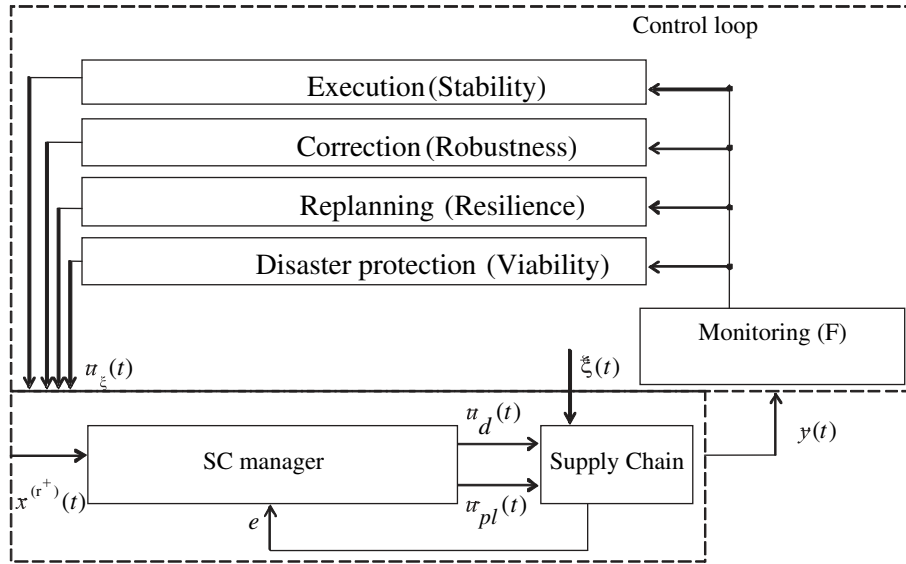 Control loop
Execution (Stability)
Correction (Robustness)
Replanning (Resilience)
Disaster protection (Viability)
Monitoring (F)
u_ξ(t)
ξ(t)
u_d(t)
y(t)
SC manager
Supply Chain
x^(r^+)(t)
u_pl(t)
e